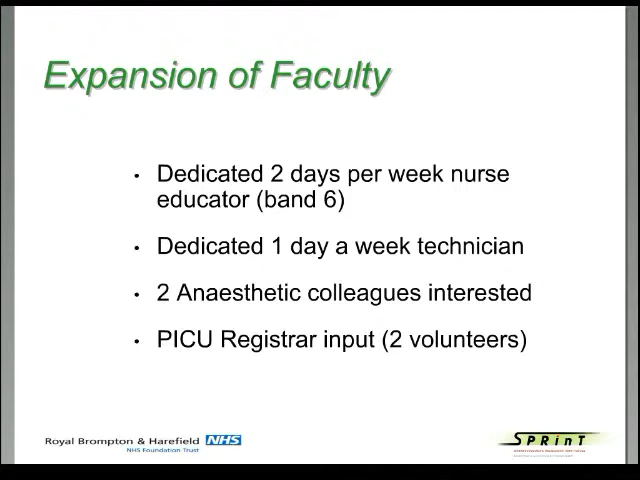 Expansion of Faculty
• Dedicated 2 days per week nurse
educator (band 6)
• Dedicated 1 day a week technician
• 2 Anaesthetic colleagues interested
• PICU Registrar input (2 volunteers)
Royal Brompton & Harefield NHS
NHS Foundation Trust
SPRinT